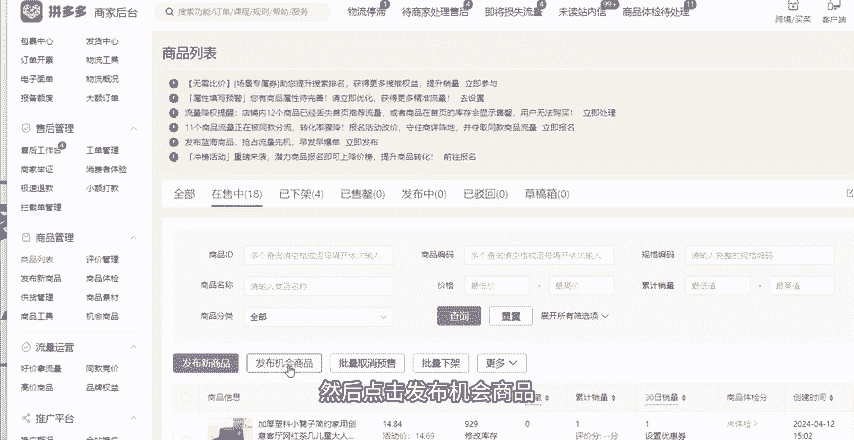 拼多多 商家后台
搜索功能/订单/课程/规则/帮助/服务
物流停滞 1
待商家处理售后 4
即将损失流量 4
未读站内信 99+
商品体检待处理 11
跨境/买菜
客户端
包裹中心 发货中心
订单开票 物流工具
电子面单 物流概况
报备额度 大额订单
售后管理
售后工作台 4 工单管理
商家举证 消费者体验
极速退款 小额打款
拦截单管理
商品管理
商品列表 评价管理
发布新商品 商品体检
供货管理 商品素材
商品工具 机会商品
流量运营
好价拿流量 同款竞价
高价商品 品牌权益
推广平台
商品列表
【无需比价】[场景专属券]助您提升搜索排名,获得更多搜推权益,提升销量 立即参与
「属性填写预警」您有商品属性待完善!请立即优化,获得更多精准流量! 去设置
流量降权提醒:店铺内12个商品已经丢失首页推荐流量,或者商品在首页的库存会显示售罄,用户无法购买! 立即处理
11个商品流量正在被同款分流,转化率骤降!报名活动改价,守住商详阵地,并夺取同款商品流量 立即报名
发布蓝海商品,抢占流量先机,早发早爆单 立即发布
「冲榜活动」重磅来袭,潜力商品报名即可上降价榜,提升商品转化! 前往报名
全部 在售中(18) 已下架(4) 已售罄(0) 发布中(0) 已驳回(0) 草稿箱(0)
商品ID 多个查询请空格或逗号隔开依次输入 商品编码 多个查询请空格或逗号隔开依次输入 规格编码 请输入完整的规格编码
商品名称 请输入商品名称 价格 最低价 - 最高价 累计销量 最低值 - 最高值
商品分类 全部 查询 重置 展开所有筛选项
发布新商品 发布机会商品 批量取消预售 批量下架 更多
然后点击发布机会商品
商品信息 累计销量 30日销量 商品体检分 创建时间
加厚塑料小凳子简约家用创 14.84 929 0 1 1 去体检 2024-04-12
意客厅网红茶几儿童大人... 活动价:14.69 修改库存 评分榜:--分 设置优惠券 15:02